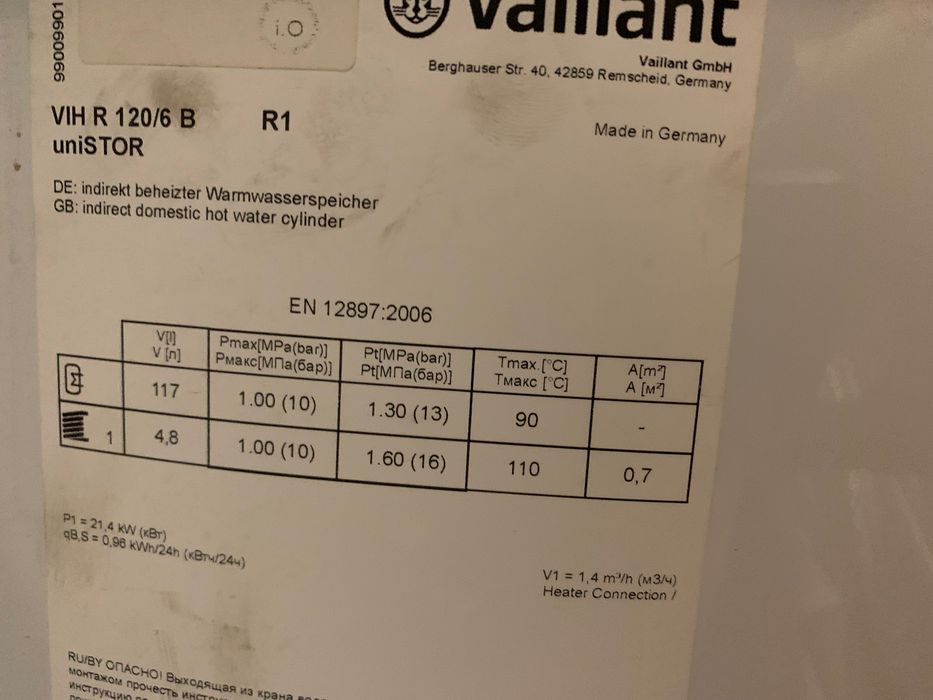 99009901
i.O
Vaillant
Vaillant GmbH
Berghauser Str. 40, 42859 Remscheid, Germany
VIH R 120/6 B R1
uniSTOR
Made in Germany
DE: indirekt beheizter Warmwasserspeicher
GB: indirect domestic hot water cylinder
EN 12897:2006
V[l] Pmax[MPa(bar)] Pt[MPa(bar)] Tmax.[°C] A[m²]
V [л] Pмакс[МПа(бар)] Pt[МПа(бар)] Tмакс [°C] A [м²]
117 1.00 (10) 1.30 (13) 90 -
1 4,8 1.00 (10) 1.60 (16) 110 0,7
P1 = 21,4 kW (кВт)
qB,S = 0,96 kWh/24h (кВтч/24ч)
V1 = 1,4 m³/h (м3/ч)
Heater Connection /
RU/BY ОПАСНО! Выходящая из крана
монтажом прочесть
инструкцию